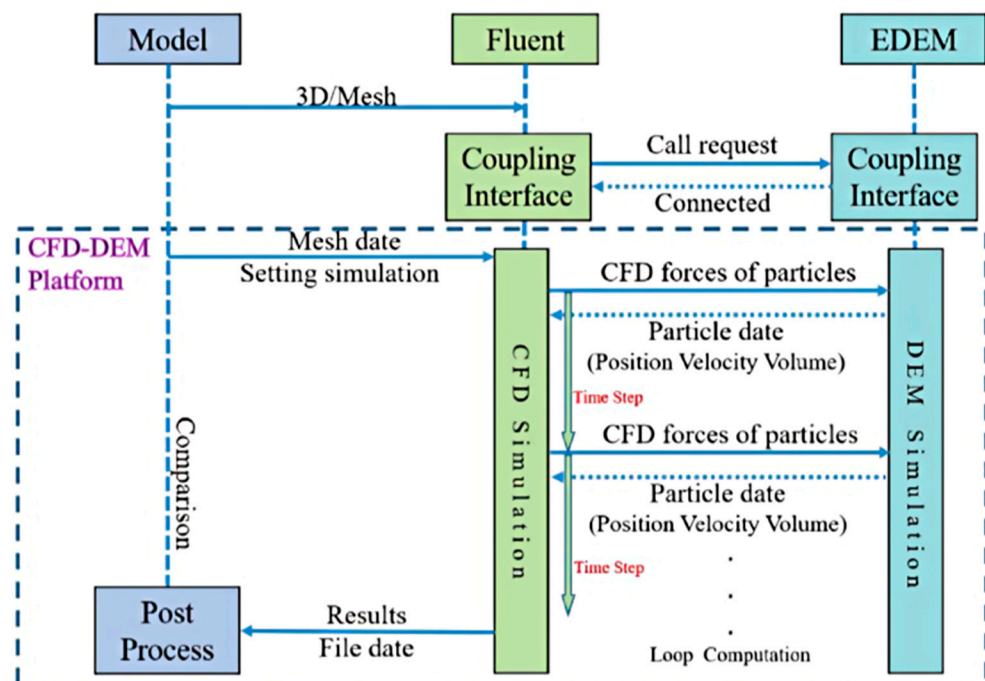 Model
Fluent
EDEM
3D/Mesh
Coupling
Interface
Call request
Connected
Coupling
Interface
CFD-DEM
Platform
Mesh date
Setting simulation
CFD Simulation
CFD forces of particles
Particle date
(Position Velocity Volume)
Time Step
CFD forces of particles
Particle date
(Position Velocity Volume)
Time Step
.
.
.
Loop Computation
DEM Simulation
Comparison
Post
Process
Results
File date